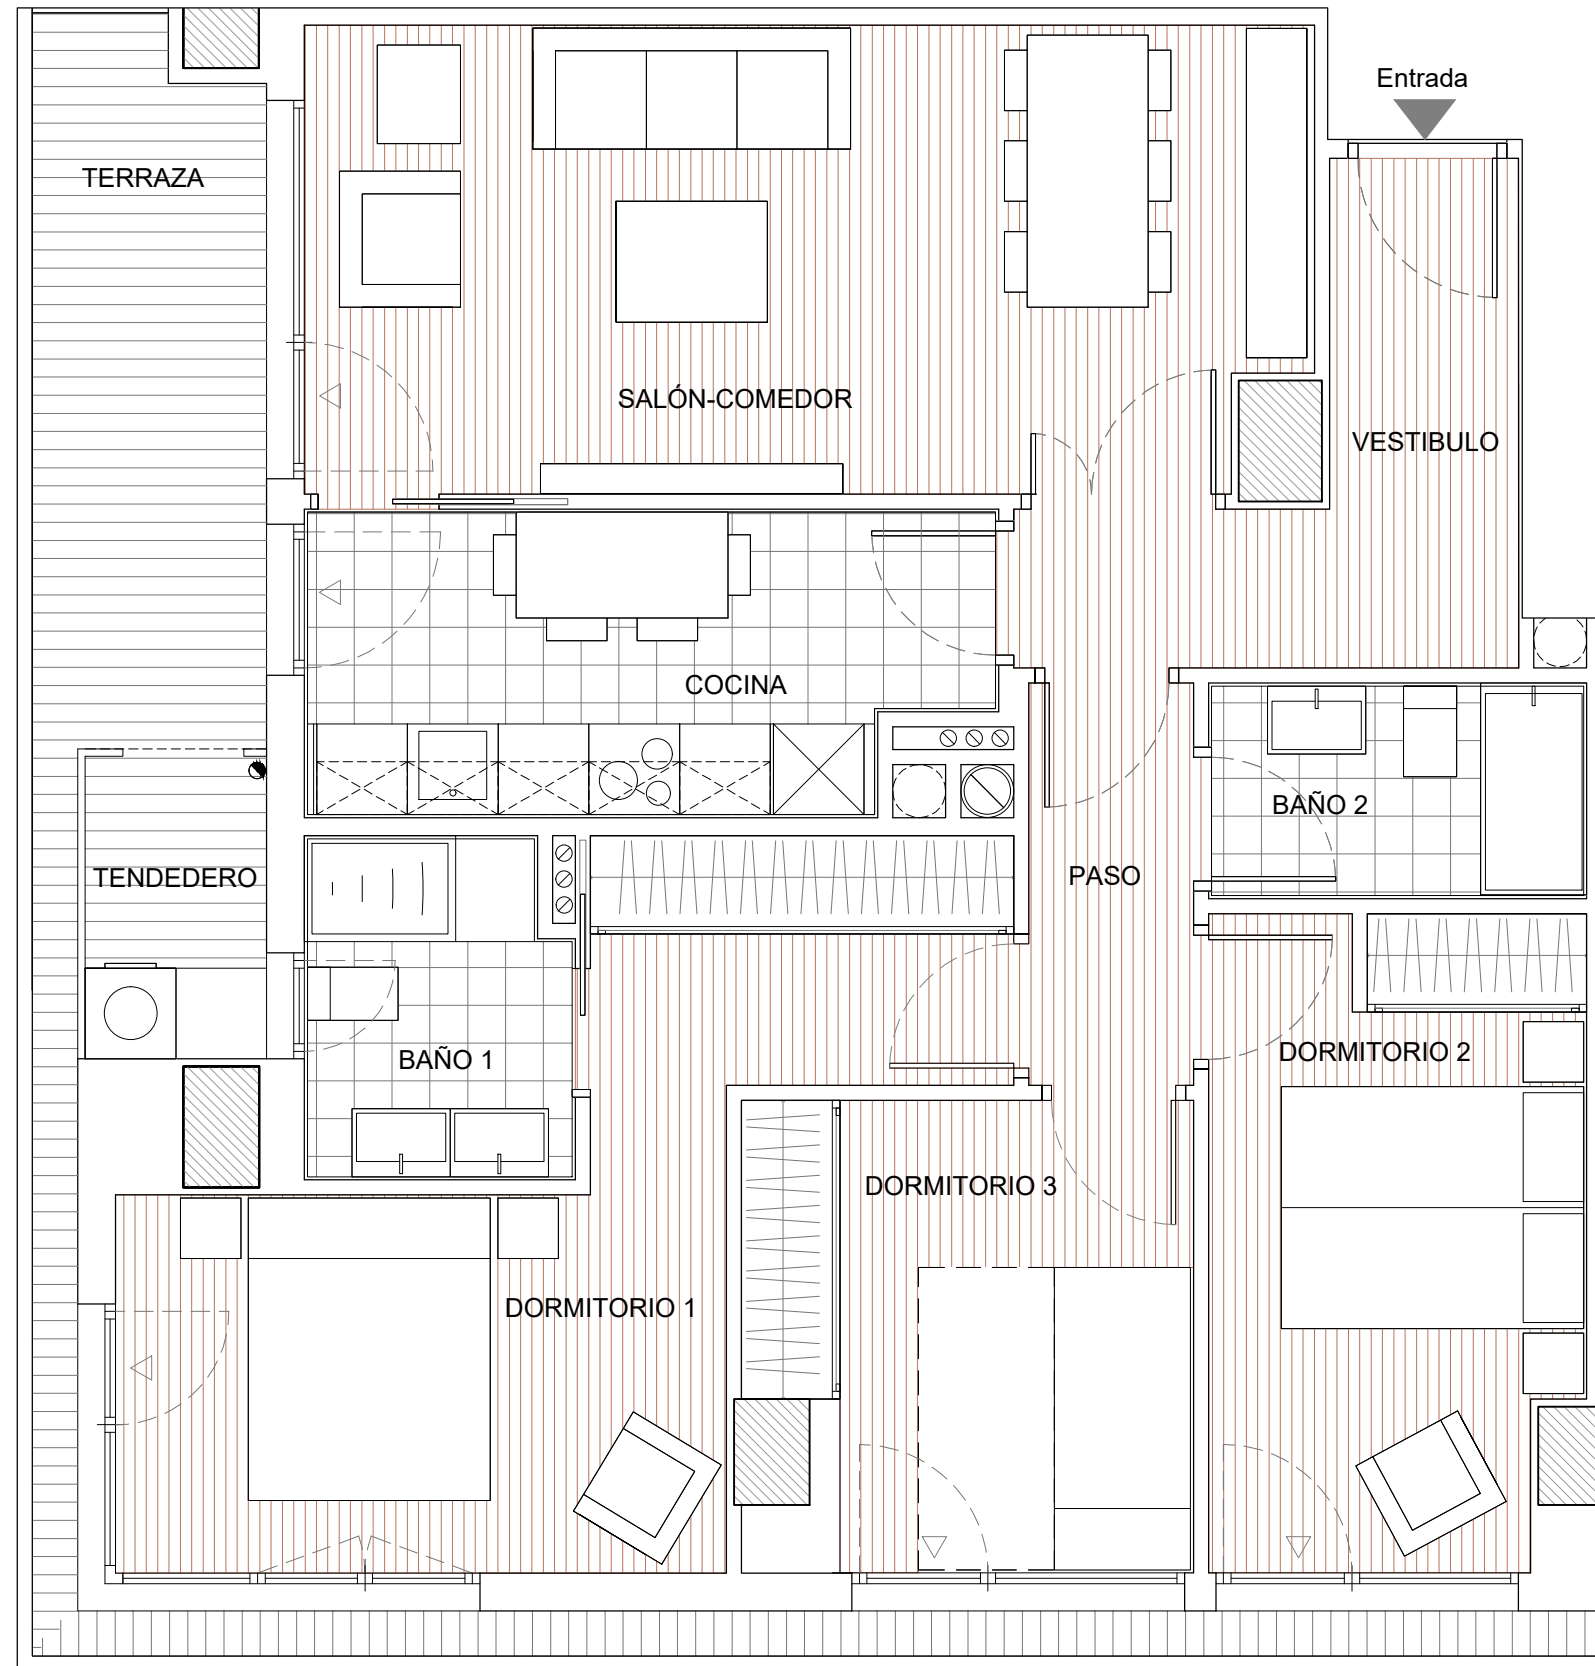 Entrada
TERRAZA
SALÓN-COMEDOR
VESTIBULO
COCINA
BAÑO 2
TENDEDERO
PASO
BAÑO 1
DORMITORIO 2
DORMITORIO 3
DORMITORIO 1